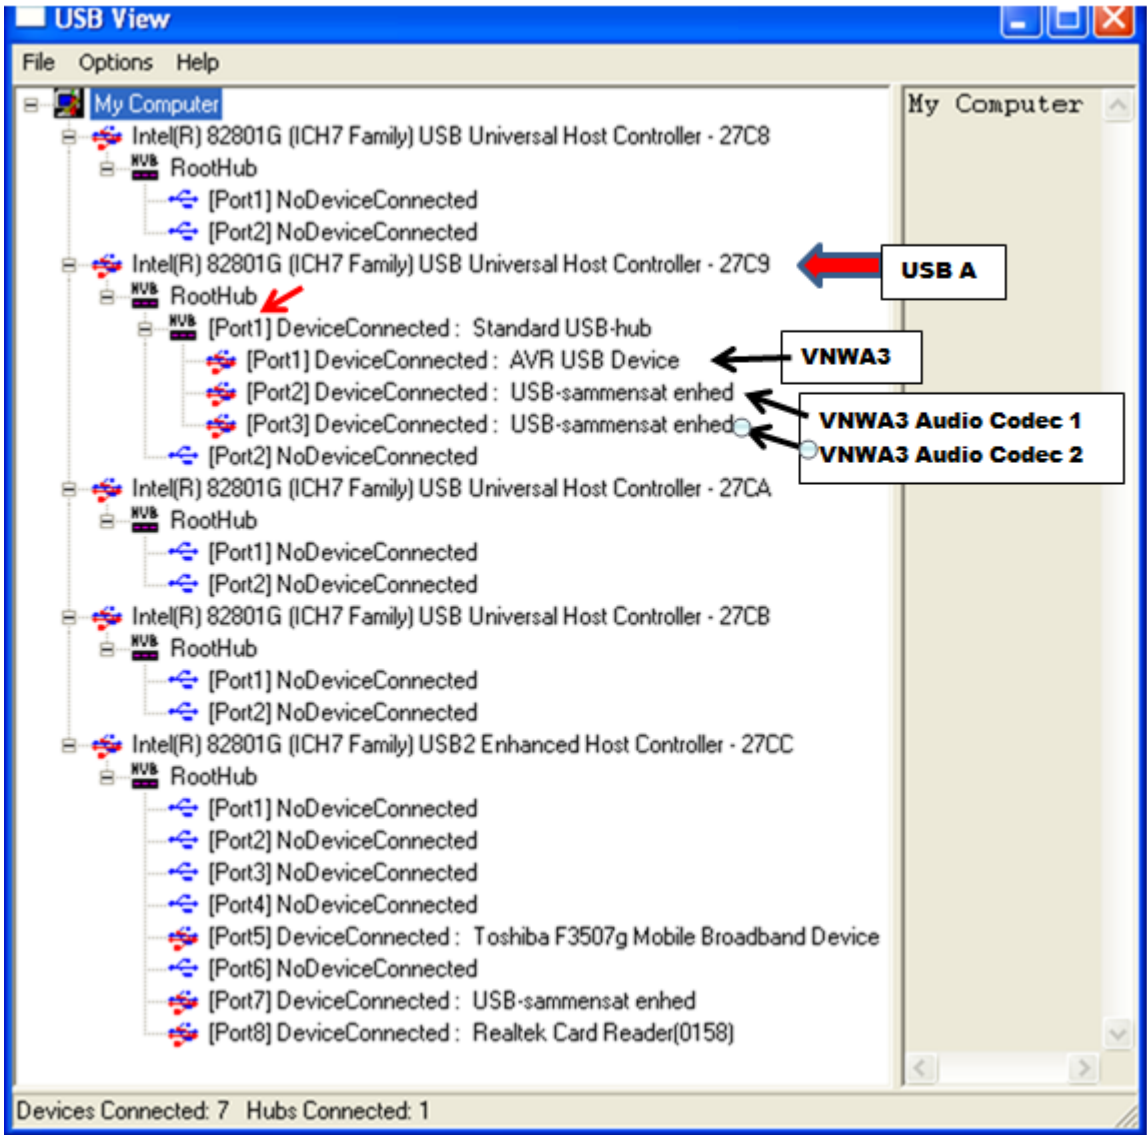 USB View
File Options Help
My Computer
My Computer
Intel(R) 82801G (ICH7 Family) USB Universal Host Controller - 27C8
HUB RootHub
[Port1] NoDeviceConnected
[Port2] NoDeviceConnected
Intel(R) 82801G (ICH7 Family) USB Universal Host Controller - 27C9
USB A
HUB RootHub
HUB [Port1] DeviceConnected : Standard USB-hub
[Port1] DeviceConnected : AVR USB Device
VNWA3
[Port2] DeviceConnected : USB-sammensat enhed
VNWA3 Audio Codec 1
[Port3] DeviceConnected : USB-sammensat enhed
VNWA3 Audio Codec 2
[Port2] NoDeviceConnected
Intel(R) 82801G (ICH7 Family) USB Universal Host Controller - 27CA
HUB RootHub
[Port1] NoDeviceConnected
[Port2] NoDeviceConnected
Intel(R) 82801G (ICH7 Family) USB Universal Host Controller - 27CB
HUB RootHub
[Port1] NoDeviceConnected
[Port2] NoDeviceConnected
Intel(R) 82801G (ICH7 Family) USB2 Enhanced Host Controller - 27CC
HUB RootHub
[Port1] NoDeviceConnected
[Port2] NoDeviceConnected
[Port3] NoDeviceConnected
[Port4] NoDeviceConnected
[Port5] DeviceConnected : Toshiba F3507g Mobile Broadband Device
[Port6] NoDeviceConnected
[Port7] DeviceConnected : USB-sammensat enhed
[Port8] DeviceConnected : Realtek Card Reader(0158)
Devices Connected: 7 Hubs Connected: 1